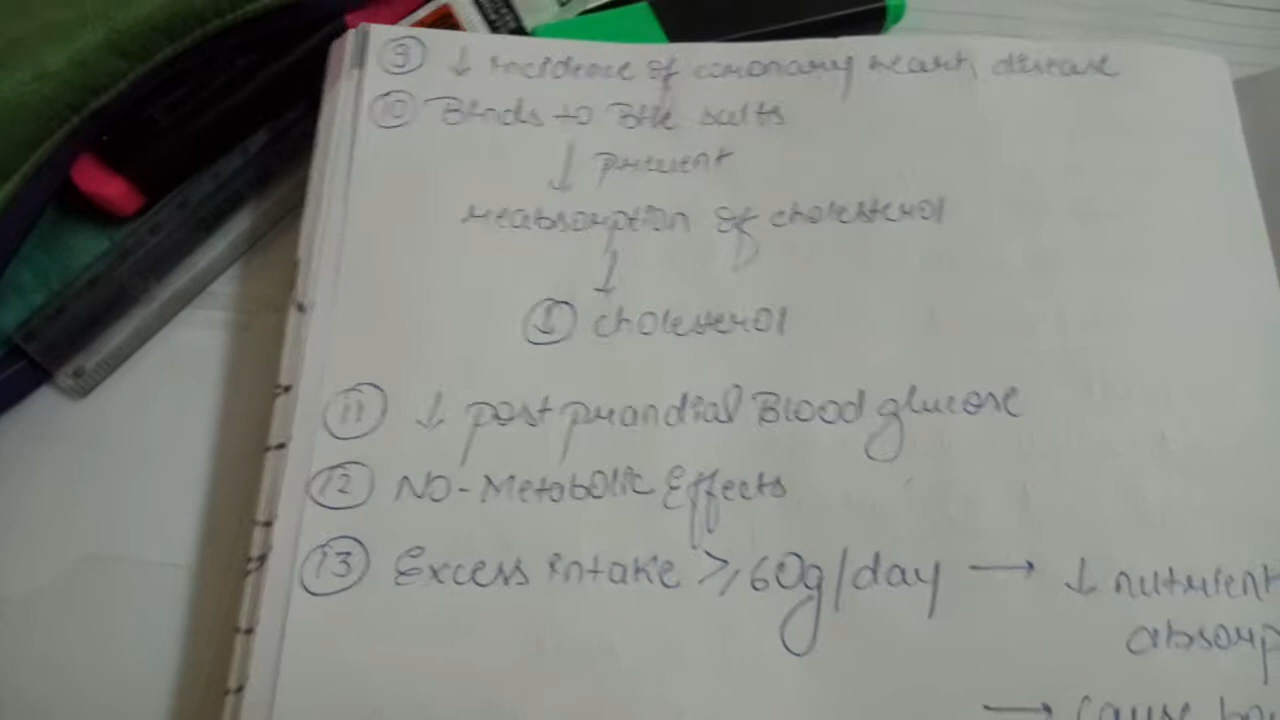 ⑨ ↓ incidence of coronary heart disease
⑩ Binds to Bile salts
↓ prevent
reabsorption of cholesterol
↓
↓ cholesterol
⑪ ↓ post prandial Blood glucose
⑫ No-Metabolic Effects
⑬ Excess intake ≥60g/day → ↓ nutrient
absorp
→ cause